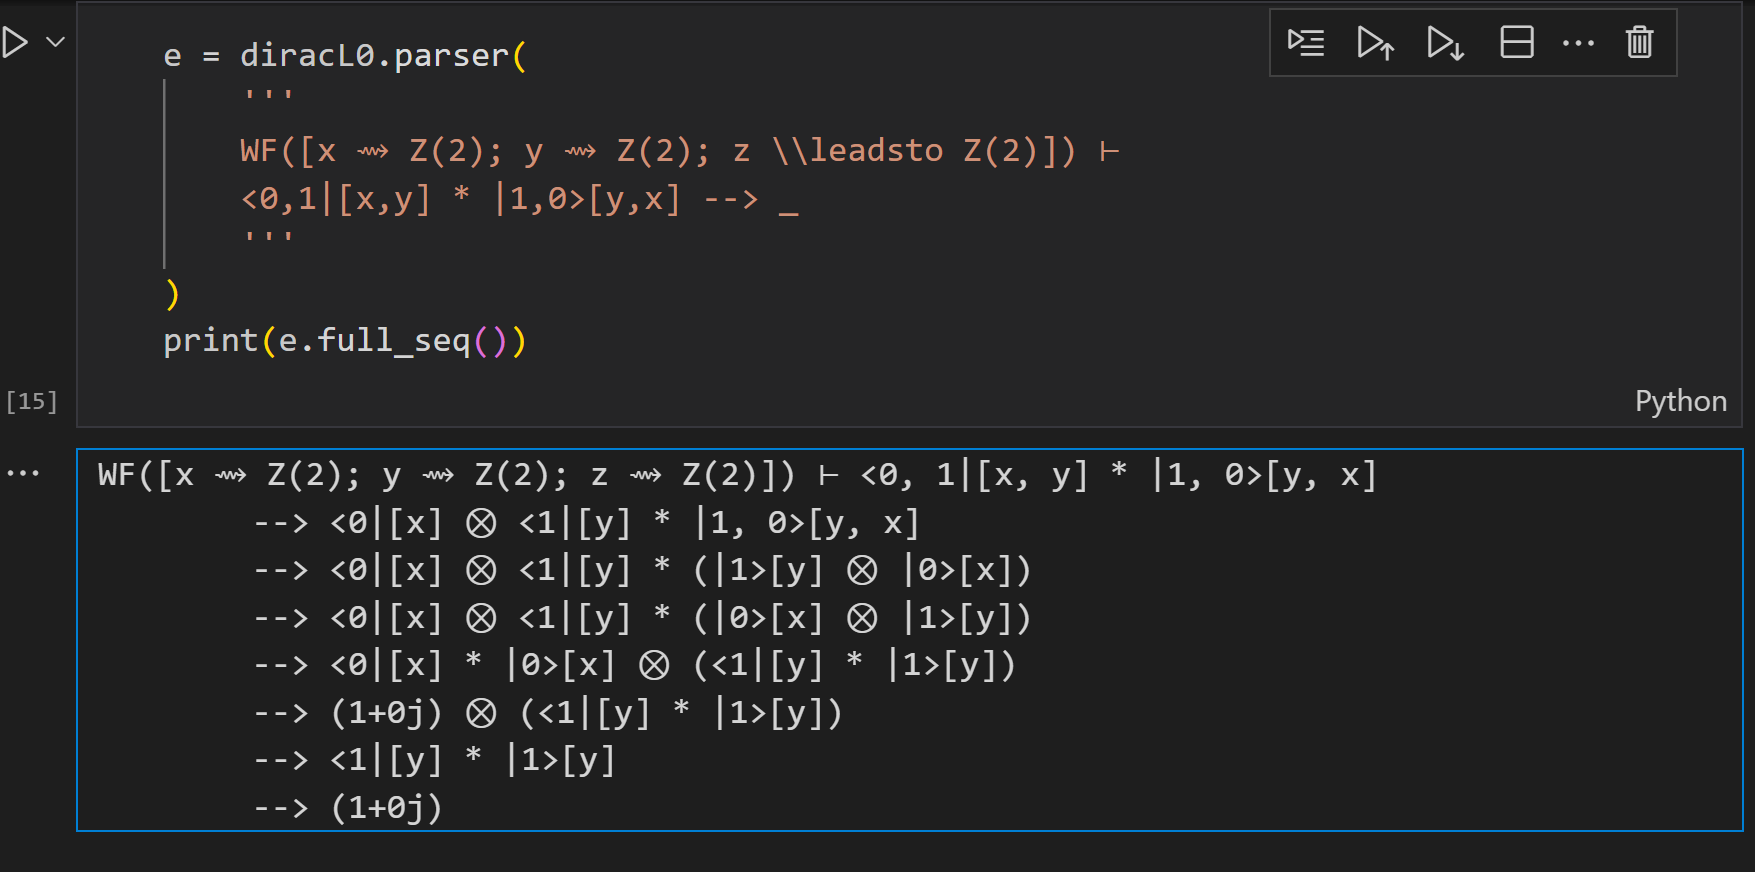 e = diracL0.parser(
'''
WF([x ⇝ Z(2); y ⇝ Z(2); z \\leadsto Z(2)]) ⊢
<0,1|[x,y] * |1,0>[y,x] --> _
'''
)
print(e.full_seq())
[15]
Python
WF([x ⇝ Z(2); y ⇝ Z(2); z ⇝ Z(2)]) ⊢ <0, 1|[x, y] * |1, 0>[y, x]
--> <0|[x] ⊗ <1|[y] * |1, 0>[y, x]
--> <0|[x] ⊗ <1|[y] * (|1>[y] ⊗ |0>[x])
--> <0|[x] ⊗ <1|[y] * (|0>[x] ⊗ |1>[y])
--> <0|[x] * |0>[x] ⊗ (<1|[y] * |1>[y])
--> (1+0j) ⊗ (<1|[y] * |1>[y])
--> <1|[y] * |1>[y]
--> (1+0j)